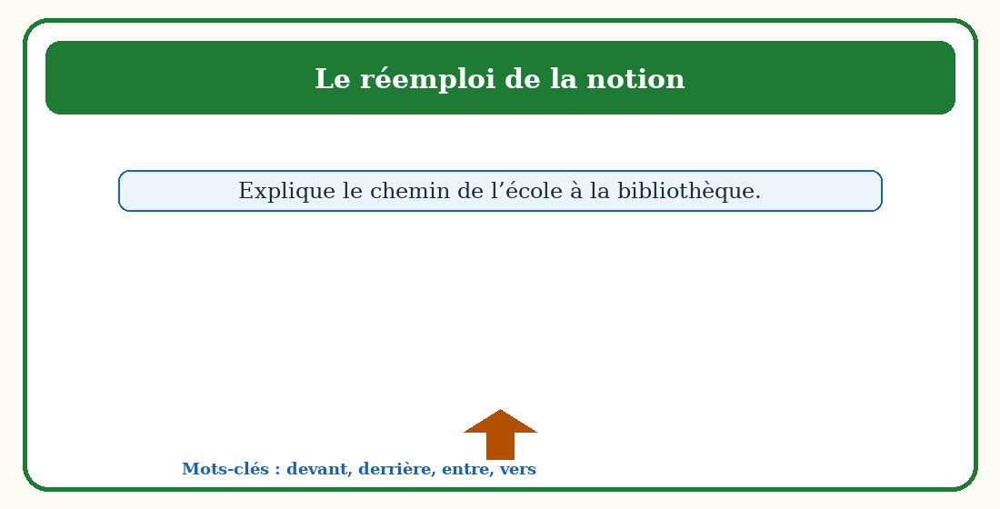 Le réemploi de la notion
Explique le chemin de l’école à la bibliothèque.
Mots-clés : devant, derrière, entre, vers